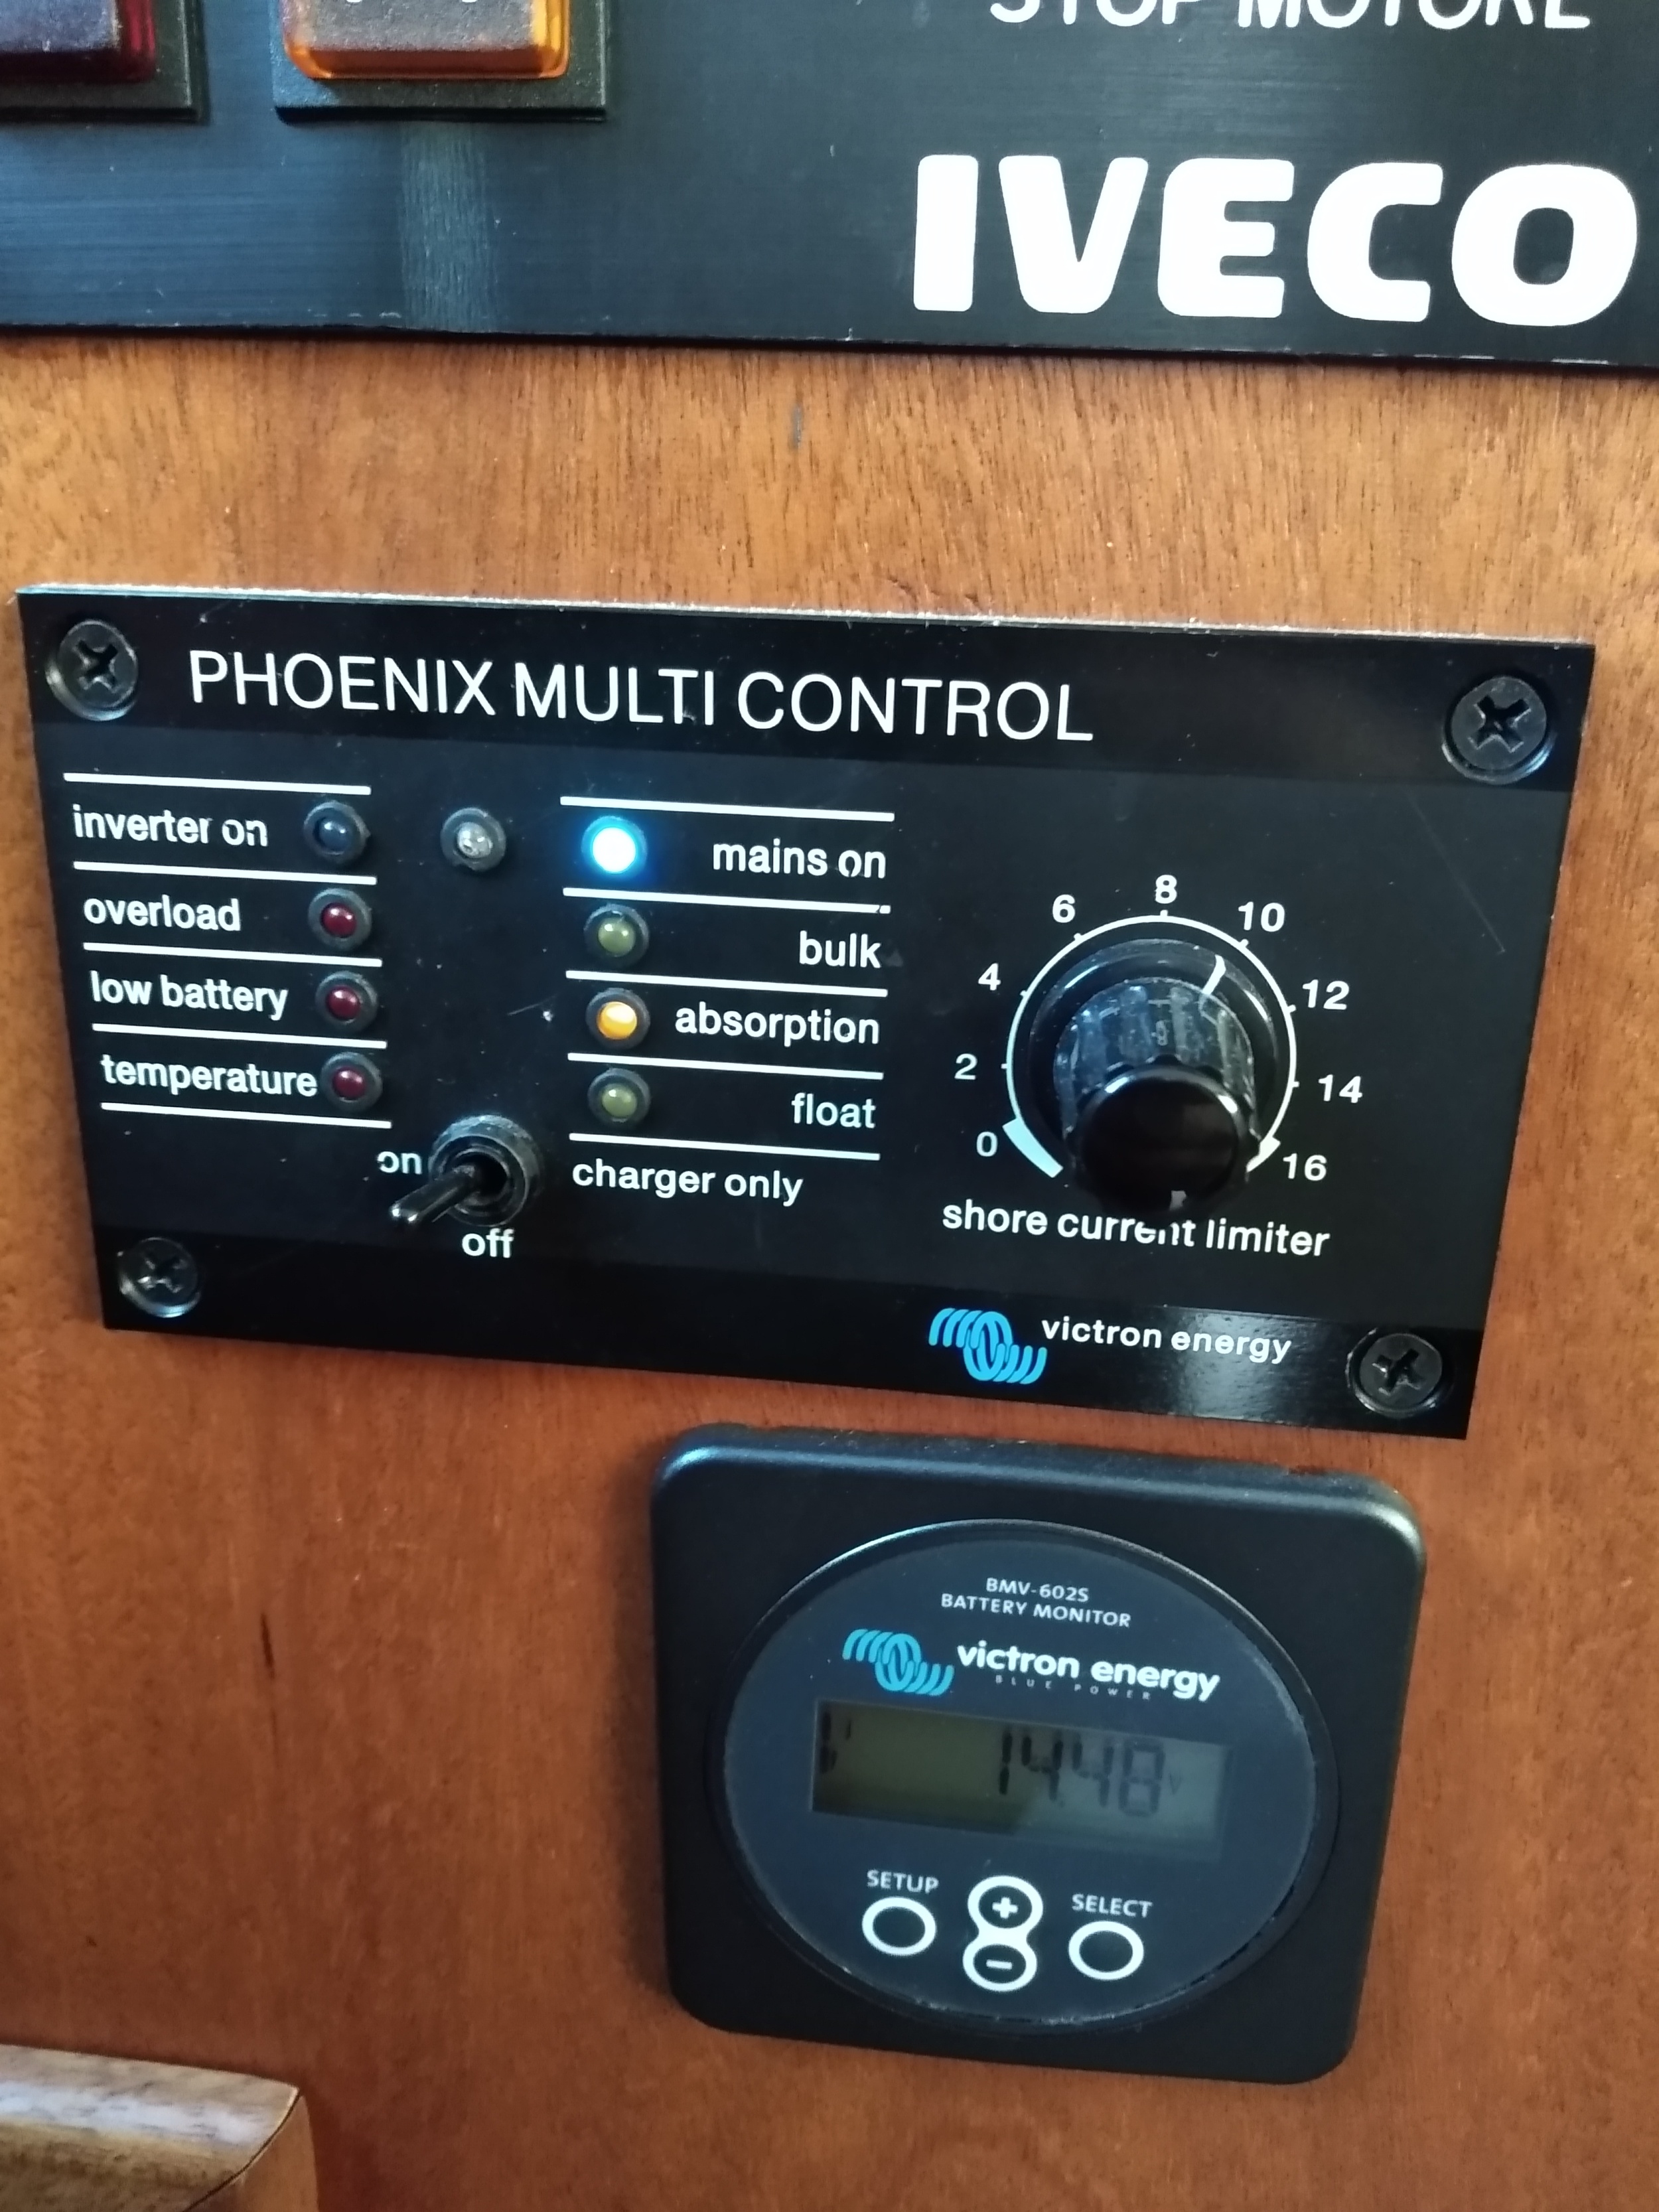 STOP MOTORE
IVECO
PHOENIX MULTI CONTROL
inverter on
overload
low battery
temperature
mains on
bulk
absorption
float
on
off
charger only
0
2
4
6
8
10
12
14
16
shore current limiter
victron energy
BMV-602S
BATTERY MONITOR
victron energy
BLUE POWER
14.48 V
SETUP
+
-
SELECT